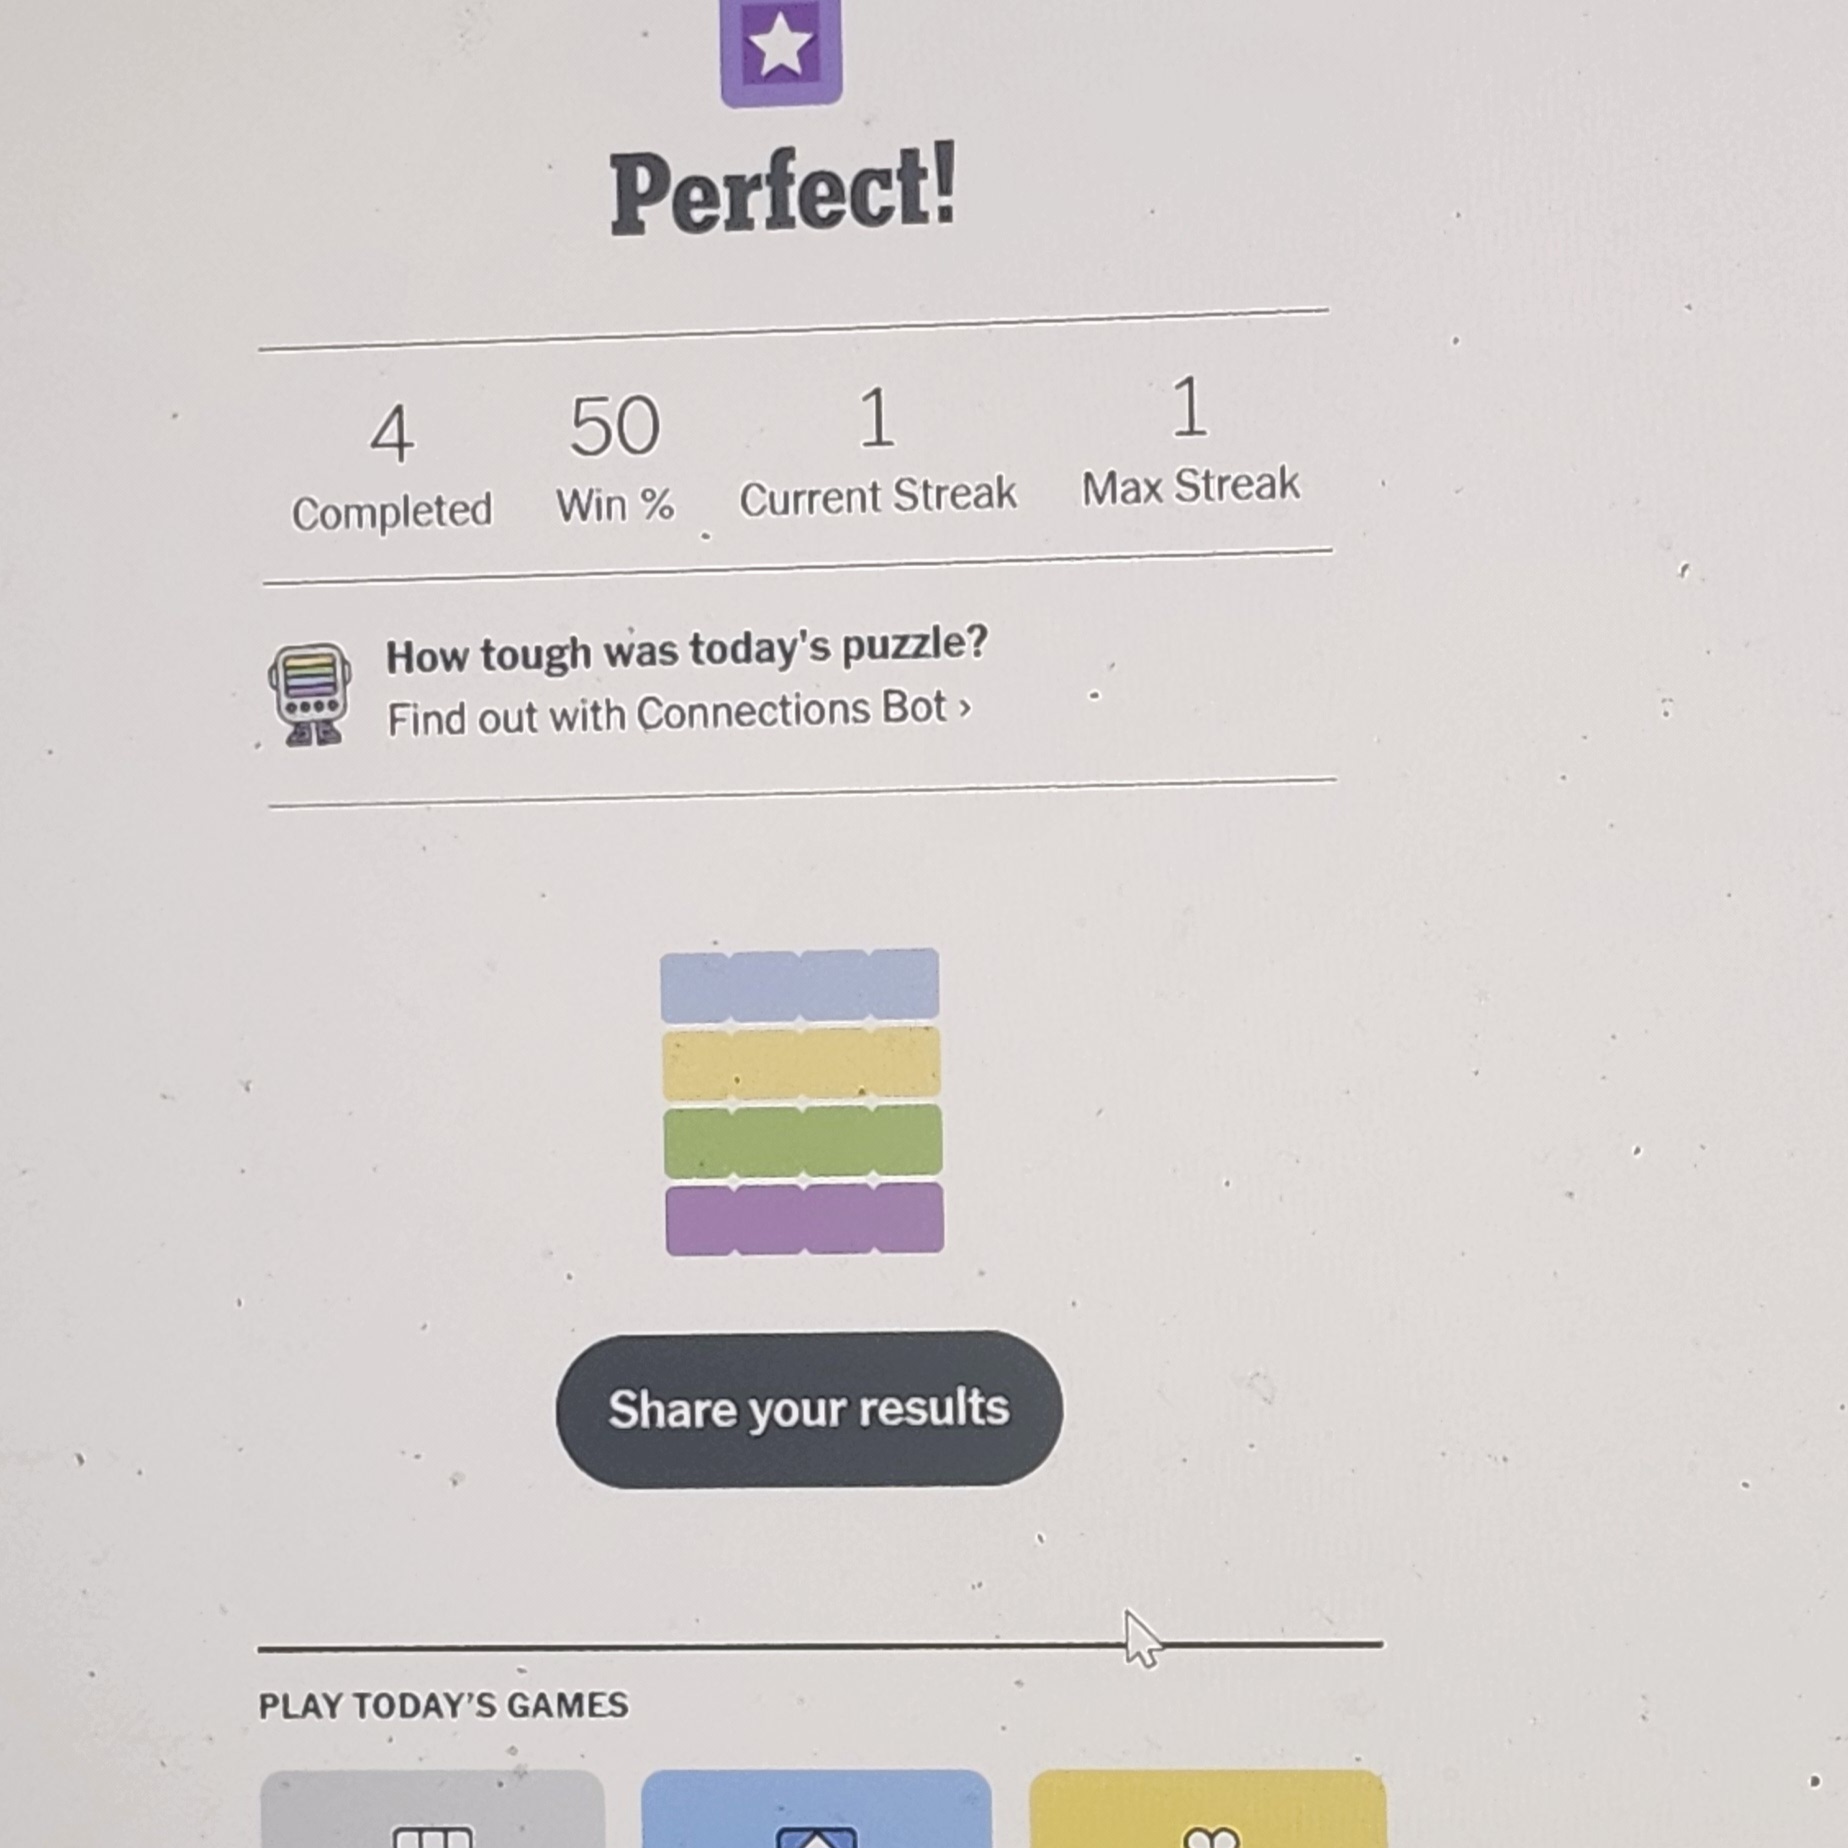 Perfect!
4 50 1 1
Completed Win % Current Streak Max Streak
How tough was today's puzzle?
Find out with Connections Bot ›
Share your results
PLAY TODAY'S GAMES